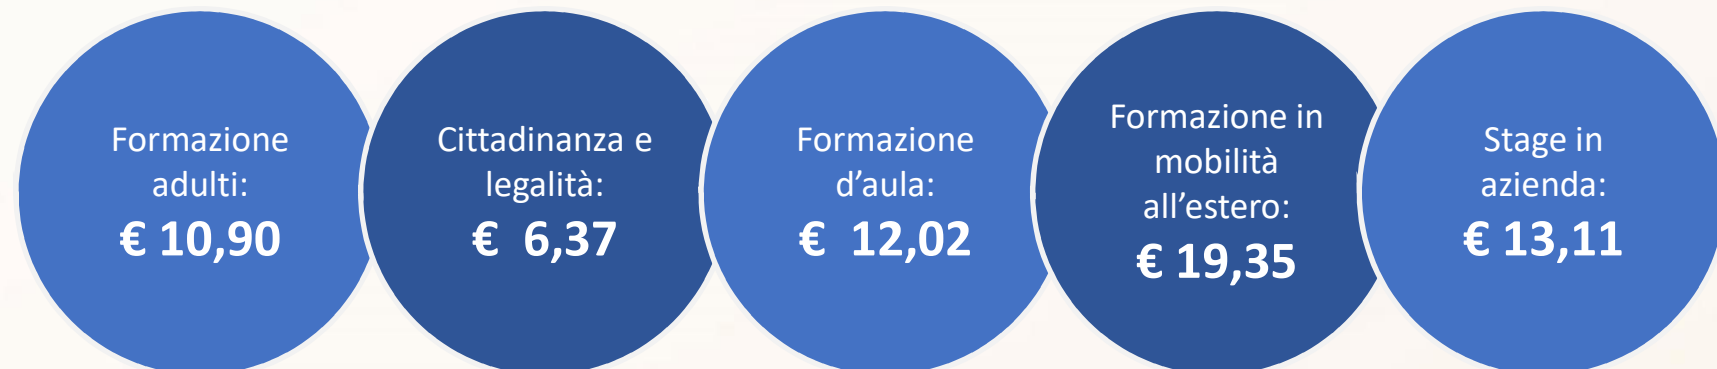 Formazione
adulti:
€ 10,90
Cittadinanza e
legalità:
€  6,37
Formazione
d’aula:
€  12,02
Formazione in
mobilità
all’estero:
€ 19,35
Stage in
azienda:
€ 13,11